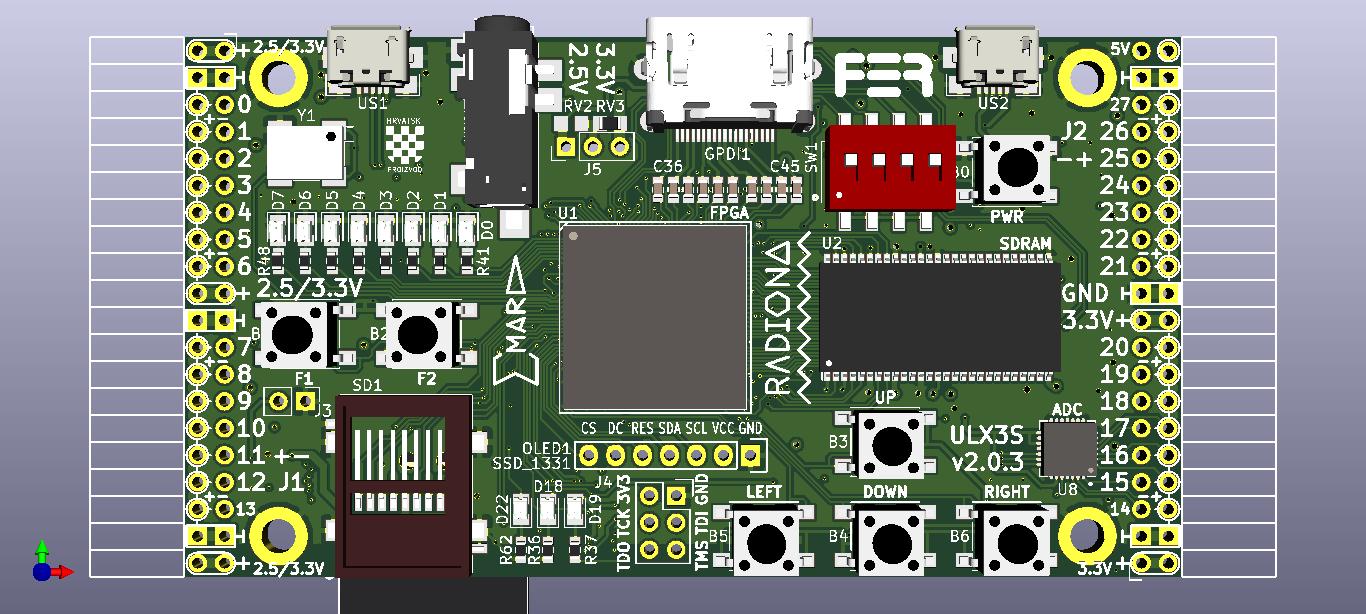 2.5/3.3V
US1
3.3V
2.5V
RV2 RV3
J5
GPDI1
C36 C45
FPGA
FER
US2
SW1
PWR
5V
27
J2
26
-+ 25
24
23
22
21
GND
3.3V+
20
19
18
17
16
15
14
3.3V +
+
0
1
2
3
4
5
6
+
7
8
9
10
11 +-
12 J1
13
+
2.5/3.3V
Y1
HRVATSKI
PROIZVOD
D7 D6 D5 D4 D3 D2 D1 D0
R48 R41
2.5/3.3V
B2
F1 F2
J3
SD1
MAR
U1
RADIONA
U2
SDRAM
CS DC RES SDA SCL VCC GND
OLED1
SSD_1331
J4
D22 D18 D19
R62 R36 R37
TDO TCK 3V3
TMS TDI GND
UP
B3
ULX3S
v2.0.3
ADC
U8
LEFT DOWN RIGHT
B5 B4 B6